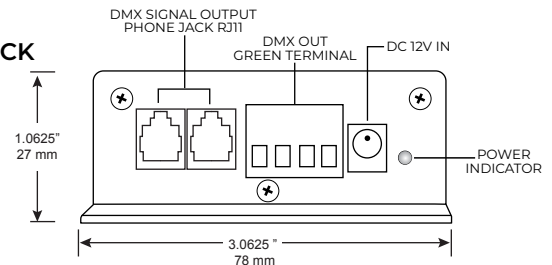 DMX SIGNAL OUTPUT
PHONE JACK RJ11
DMX OUT
GREEN TERMINAL
DC 12V IN
CK
1.0625"
27 mm
POWER
INDICATOR
3.0625 "
78 mm